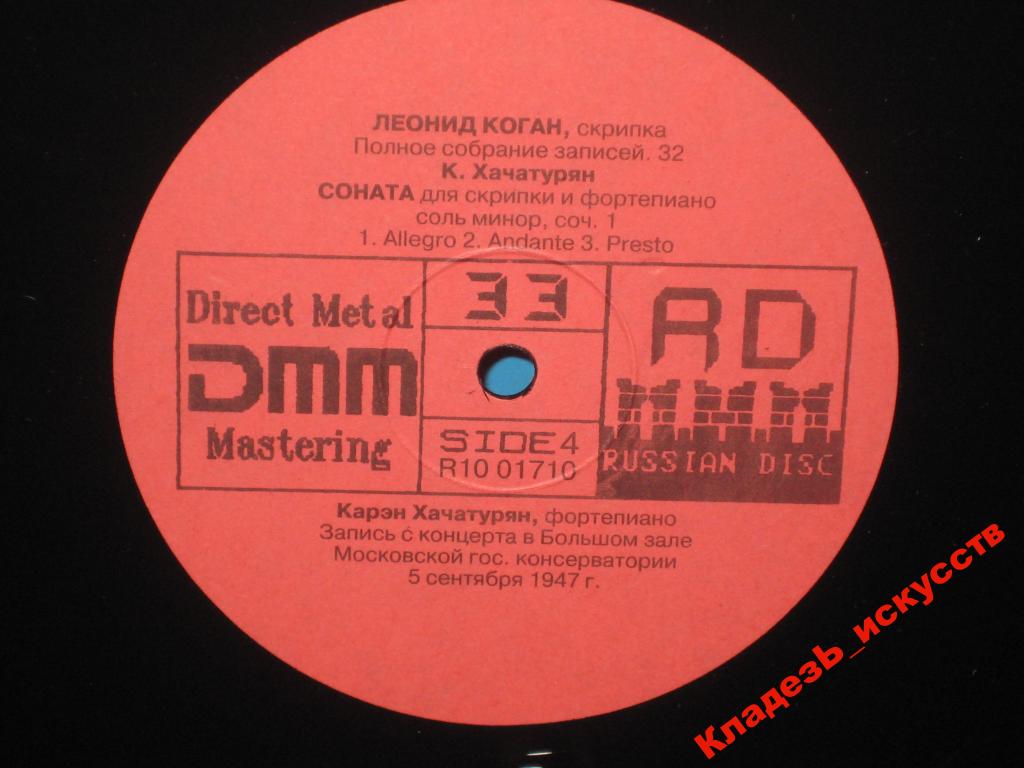 ЛЕОНИД КОГАН, скрипка
Полное собрание записей. 32
К. Хачатурян
СОНАТА для скрипки и фортепиано
соль минор, соч. 1
1. Allegro 2. Andante 3. Presto
Direct Metal
DMM
Mastering
33
SIDE 4
R10 01710
RD
RUSSIAN DISC
Карэн Хачатурян, фортепиано
Запись с концерта в Большом зале
Московской гос. консерватории
5 сентября 1947 г.
КладезЬ_искусств